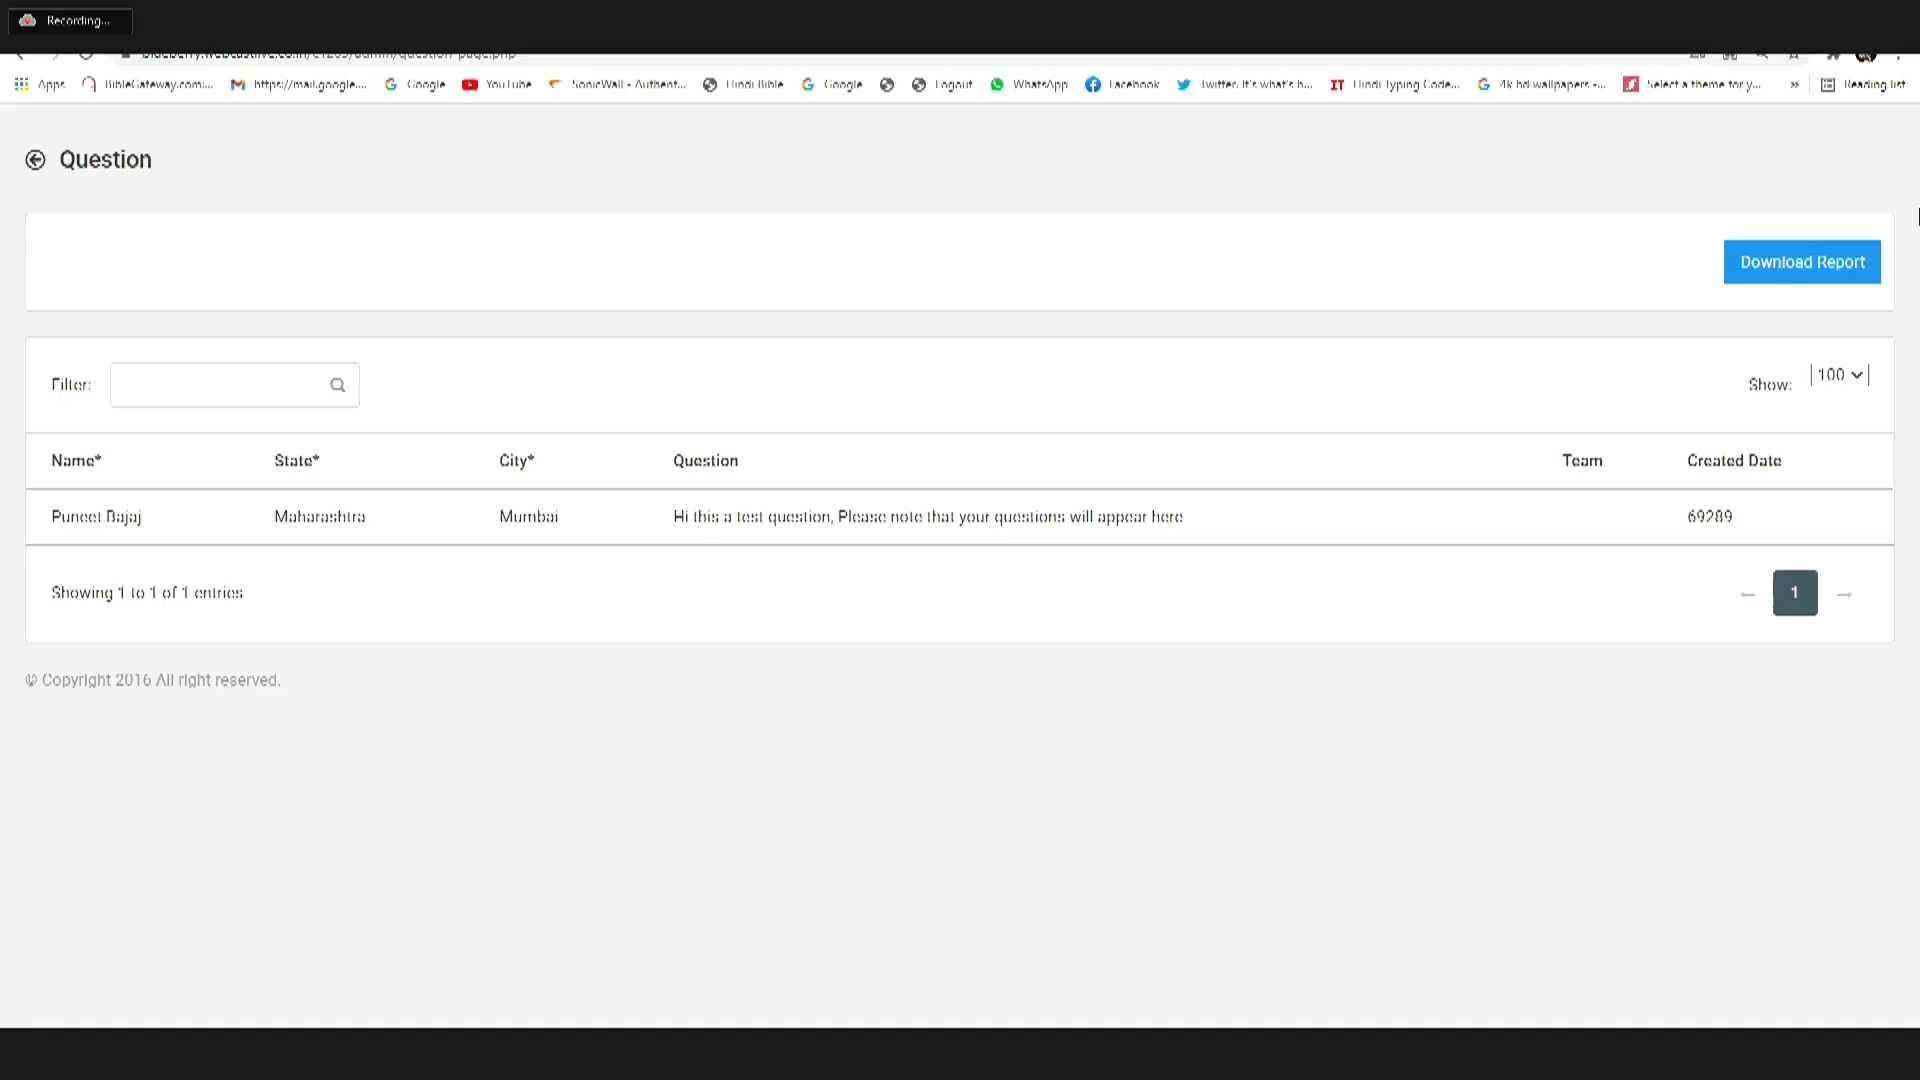 Recording...
Apps BibleGateway.com:... https://mail.google.... Google YouTube SonicWall - Authent... Hindi Bible Google Logout WhatsApp Facebook Twitter. It's what's h... Hindi Typing Code... 4k hd wallpapers -... Select a theme for y... » Reading list
Question
Download Report
Filter:
Show: 100
Name* State* City* Question Team Created Date
Puneet Bajaj Maharashtra Mumbai Hi this a test question, Please note that your questions will appear here 69289
Showing 1 to 1 of 1 entries
← 1 →
© Copyright 2016 All right reserved.